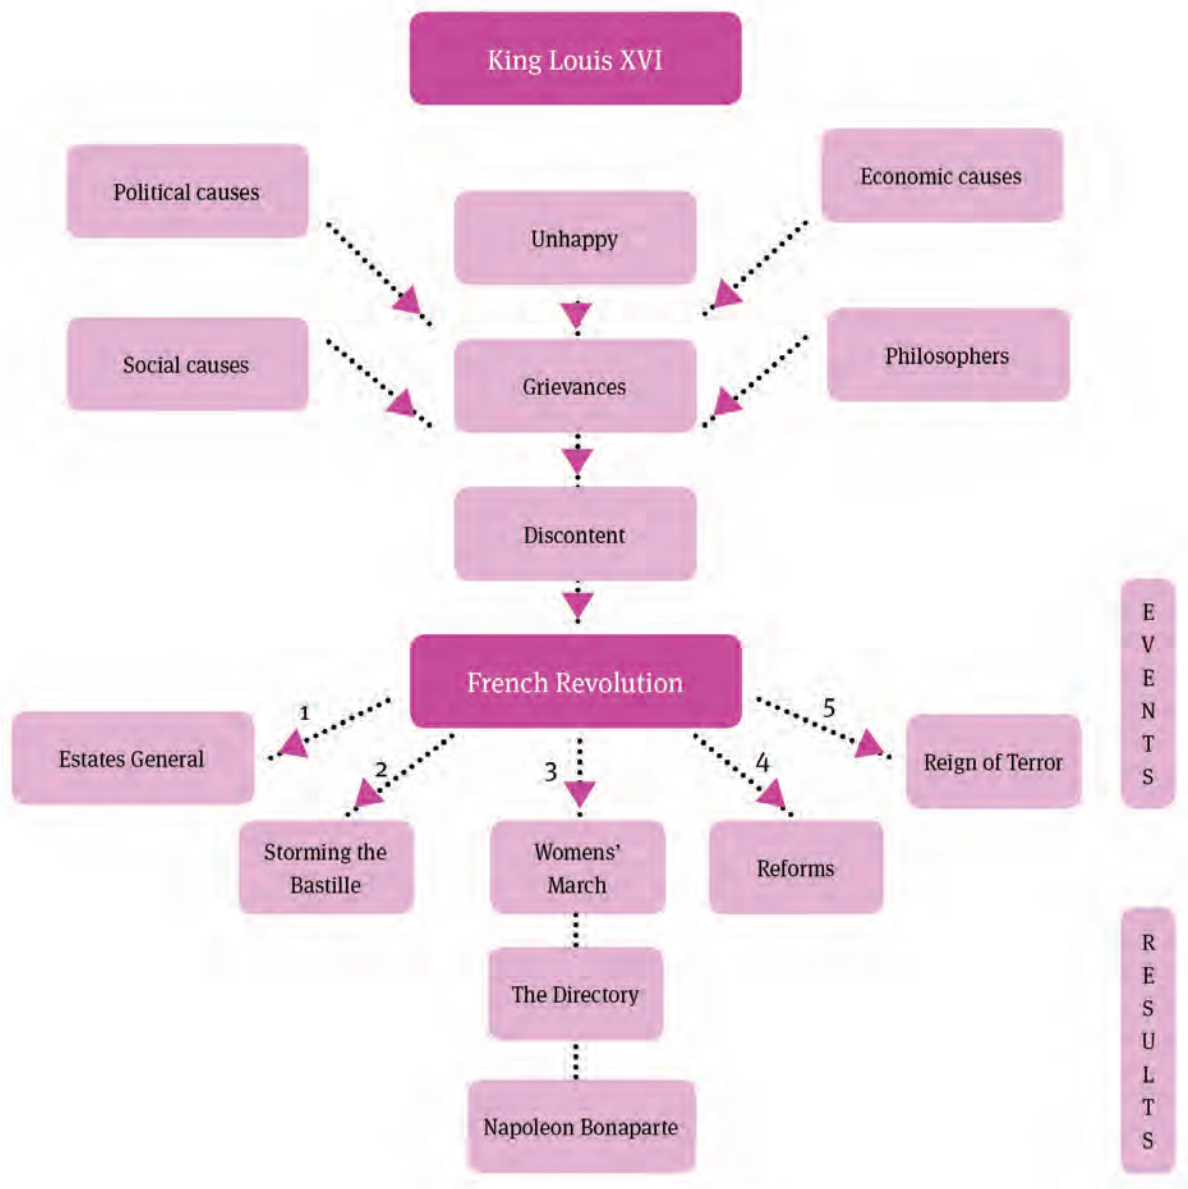 King Louis XVI
Political causes
Economic causes
Unhappy
Social causes
Philosophers
Grievances
Discontent
French Revolution
1
2
3
4
5
Estates General
Reign of Terror
Storming the
Bastille
Womens’
March
Reforms
The Directory
Napoleon Bonaparte
E
V
E
N
T
S
R
E
S
U
L
T
S